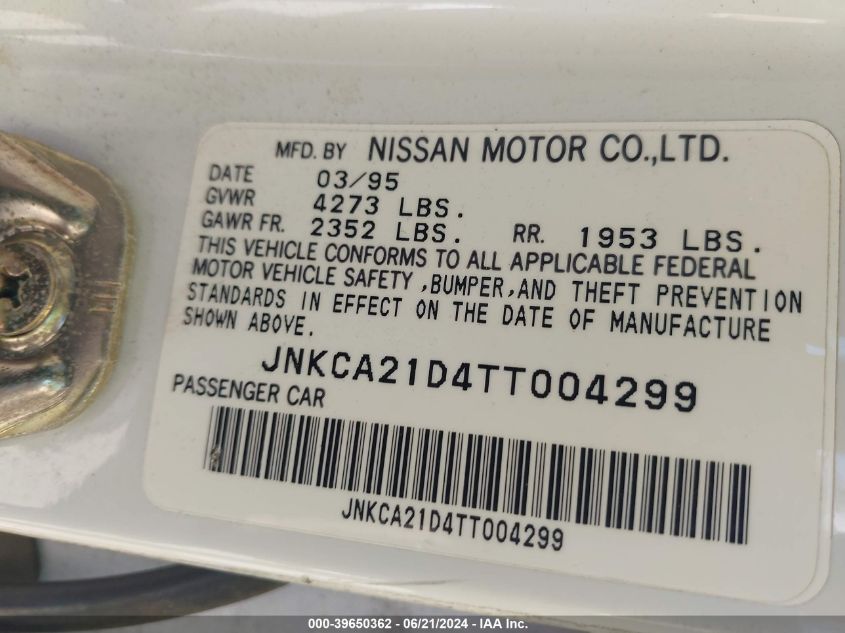 MFD. BY NISSAN MOTOR CO.,LTD.
DATE 03/95
GVWR 4273 LBS.
GAWR FR. 2352 LBS. RR. 1953 LBS.
THIS VEHICLE CONFORMS TO ALL APPLICABLE FEDERAL
MOTOR VEHICLE SAFETY ,BUMPER,AND THEFT PREVENTION
STANDARDS IN EFFECT ON THE DATE OF MANUFACTURE
SHOWN ABOVE.
JNKCA21D4TT004299
PASSENGER CAR
JNKCA21D4TT004299
000-39650362 - 06/21/2024 - IAA Inc.